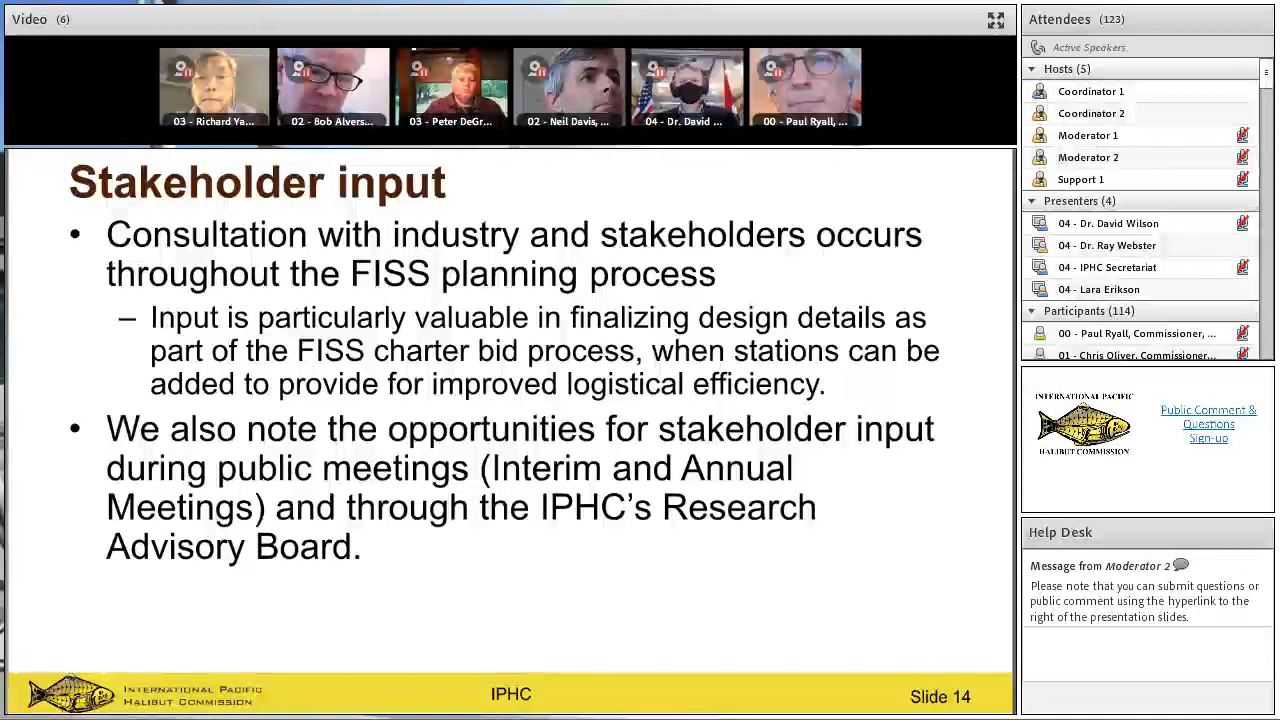 Video (6)
03 - Richard Ya...
02 - Bob Alvers...
03 - Peter DeGr...
02 - Neil Davis, ...
04 - Dr. David ...
00 - Paul Ryall, ...
Stakeholder input
• Consultation with industry and stakeholders occurs
throughout the FISS planning process
– Input is particularly valuable in finalizing design details as
part of the FISS charter bid process, when stations can be
added to provide for improved logistical efficiency.
• We also note the opportunities for stakeholder input
during public meetings (Interim and Annual
Meetings) and through the IPHC’s Research
Advisory Board.
INTERNATIONAL PACIFIC
HALIBUT COMMISSION
IPHC
Slide 14
Attendees (123)
Active Speakers
Hosts (5)
Coordinator 1
Coordinator 2
Moderator 1
Moderator 2
Support 1
Presenters (4)
04 - Dr. David Wilson
04 - Dr. Ray Webster
04 - IPHC Secretariat
04 - Lara Erikson
Participants (114)
00 - Paul Ryall, Commissioner, ...
01 - Chris Oliver, Commissioner...
INTERNATIONAL PACIFIC
HALIBUT COMMISSION
Public Comment &
Questions
Sign-up
Help Desk
Message from Moderator 2
Please note that you can submit questions or
public comment using the hyperlink to the
right of the presentation slides.